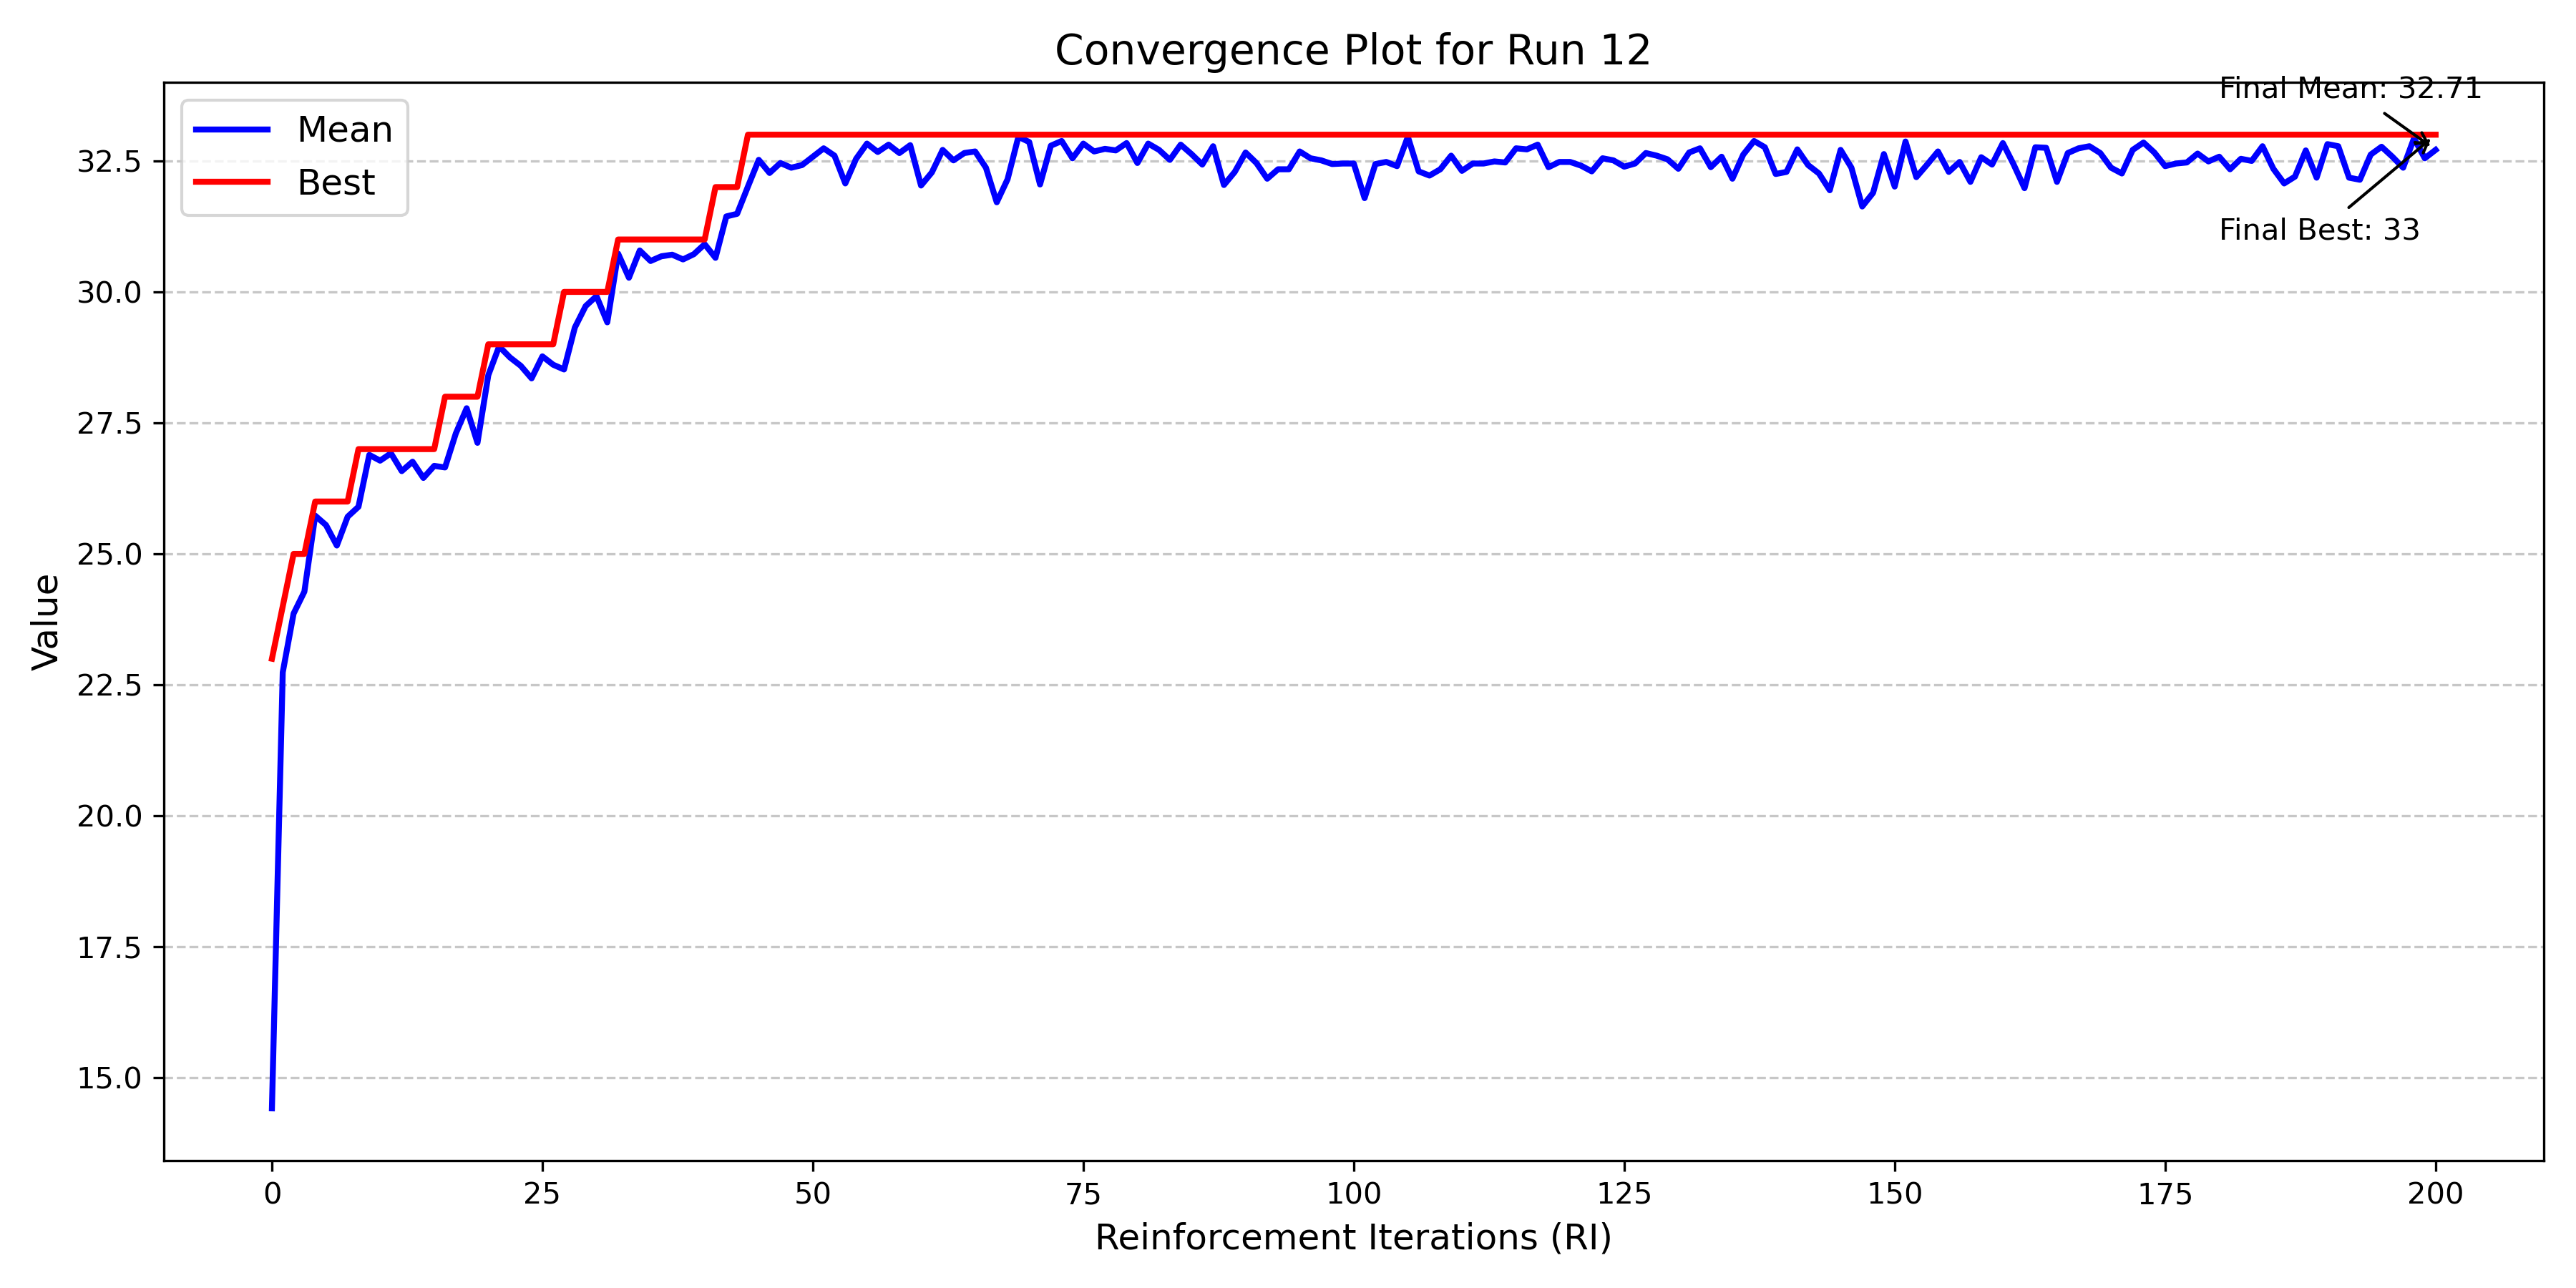 Convergence Plot for Run 12
Final Mean: 32.71
Mean
Best
Final Best: 33
32.5
30.0
27.5
25.0
22.5
20.0
17.5
15.0
Value
0 25 50 75 100 125 150 175 200
Reinforcement Iterations (RI)